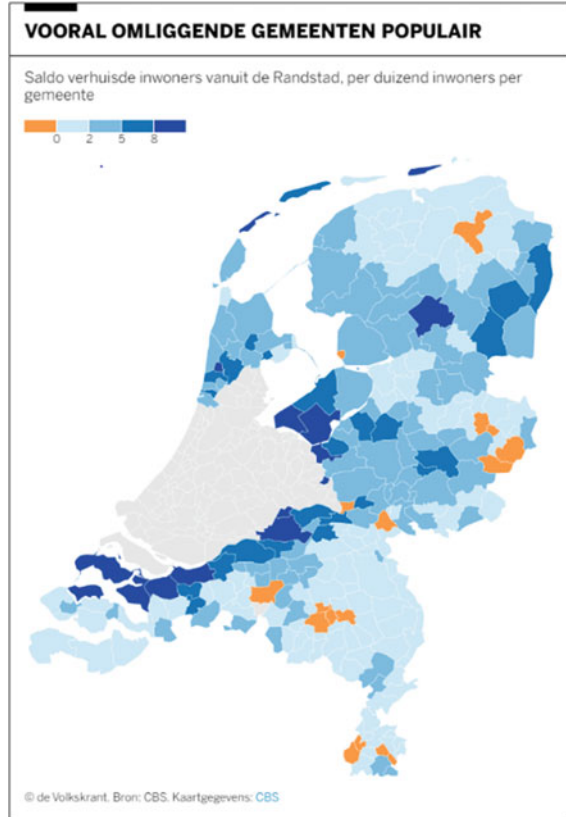 VOORAL OMLIGGENDE GEMEENTEN POPULAIR
Saldo verhuisde inwoners vanuit de Randstad, per duizend inwoners per
gemeente
0 2 5 8
© de Volkskrant. Bron: CBS. Kaartgegevens: CBS